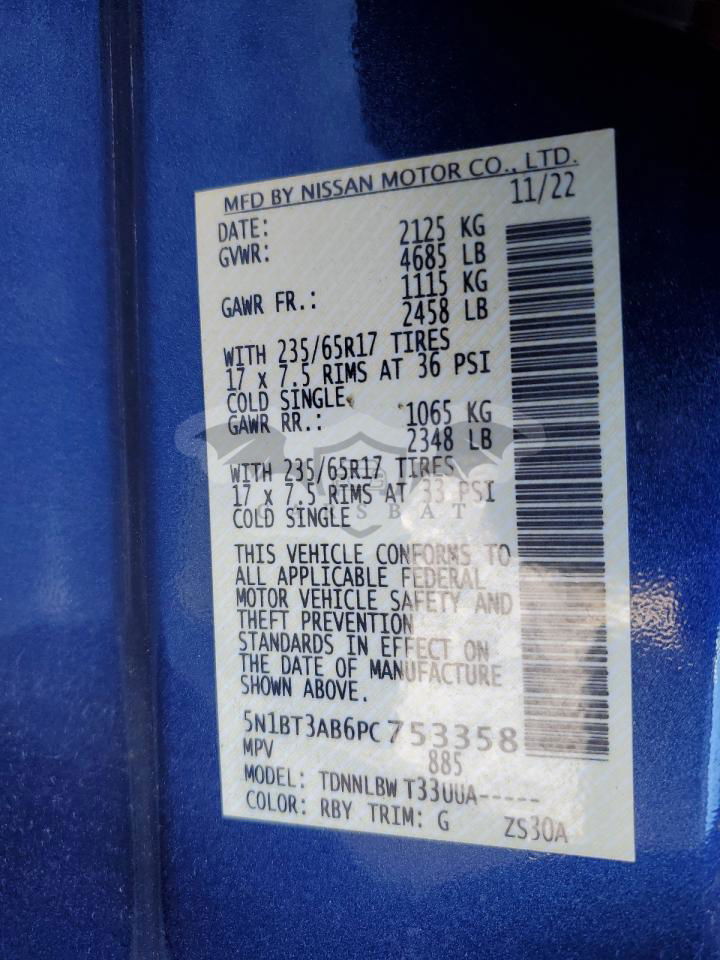 MFD BY NISSAN MOTOR CO., LTD.
DATE: 11/22
GVWR: 2125 KG
4685 LB
GAWR FR.: 1115 KG
2458 LB
WITH 235/65R17 TIRES
17 x 7.5 RIMS AT 36 PSI
COLD SINGLE
GAWR RR.: 1065 KG
2348 LB
WITH 235/65R17 TIRES
17 x 7.5 RIMS AT 33 PSI
COLD SINGLE
THIS VEHICLE CONFORMS TO
ALL APPLICABLE FEDERAL
MOTOR VEHICLE SAFETY AND
THEFT PREVENTION
STANDARDS IN EFFECT ON
THE DATE OF MANUFACTURE
SHOWN ABOVE.
5N1BT3AB6PC753358
MPV 885
MODEL: TDNNLBW T33UUA-----
COLOR: RBY TRIM: G ZS30A